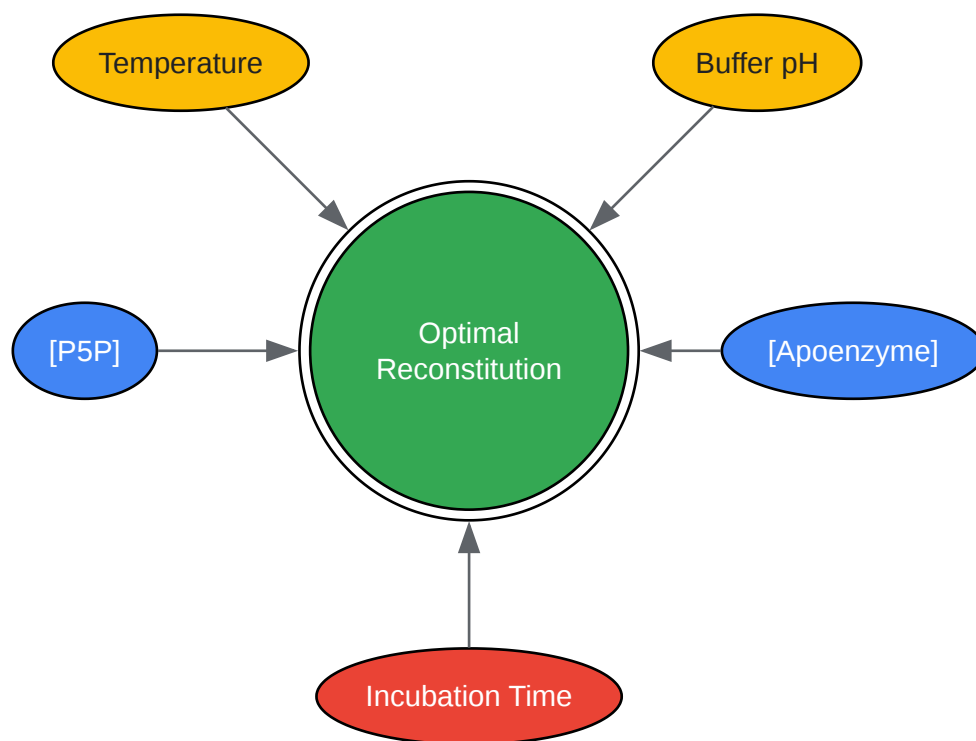 Temperature
Buffer pH
[P5P]
Optimal
Reconstitution
[Apoenzyme]
Incubation Time